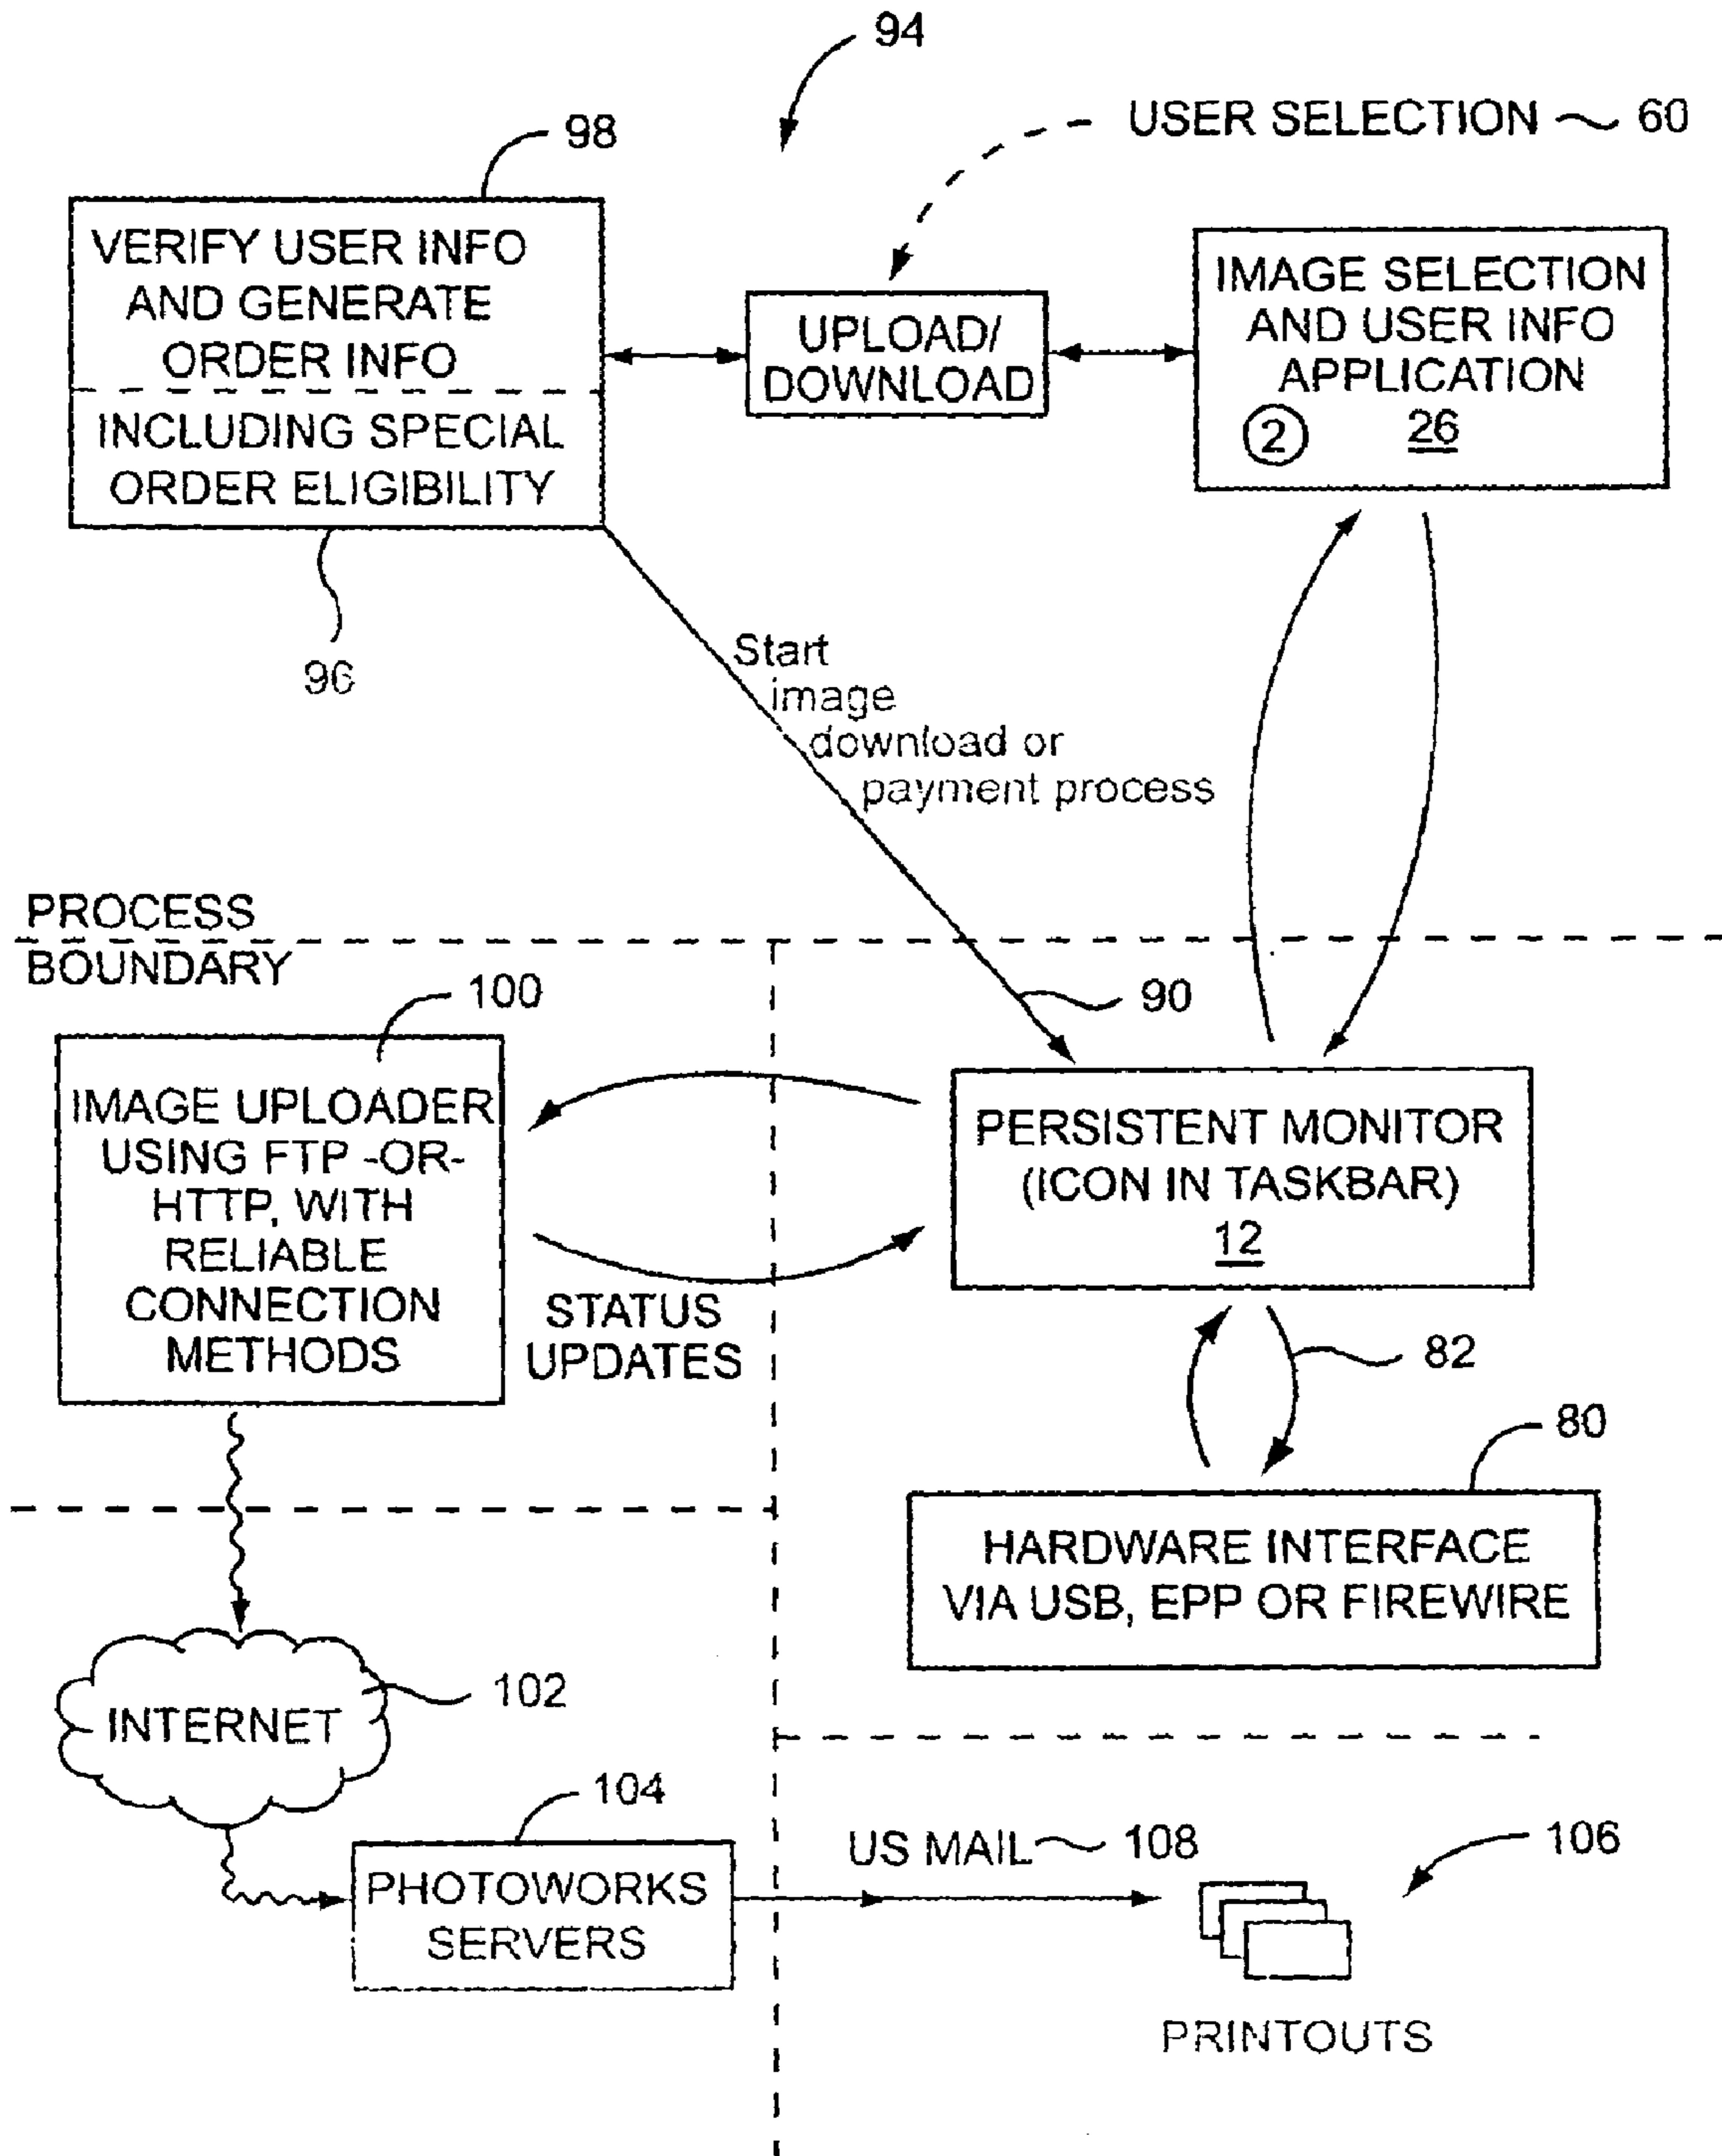 94
USER SELECTION 60
98
VERIFY USER INFO
AND GENERATE
ORDER INFO
INCLUDING SPECIAL
ORDER ELIGIBILITY
96
UPLOAD/
DOWNLOAD
IMAGE SELECTION
AND USER INFO
APPLICATION
2 26
Start
image
download or
payment process
PROCESS
BOUNDARY
100
90
IMAGE UPLOADER
USING FTP -OR-
HTTP, WITH
RELIABLE
CONNECTION
METHODS
STATUS
UPDATES
PERSISTENT MONITOR
(ICON IN TASKBAR)
12
82
80
HARDWARE INTERFACE
VIA USB, EPP OR FIREWIRE
INTERNET
102
104
PHOTOWORKS
SERVERS
US MAIL 108
106
PRINTOUTS